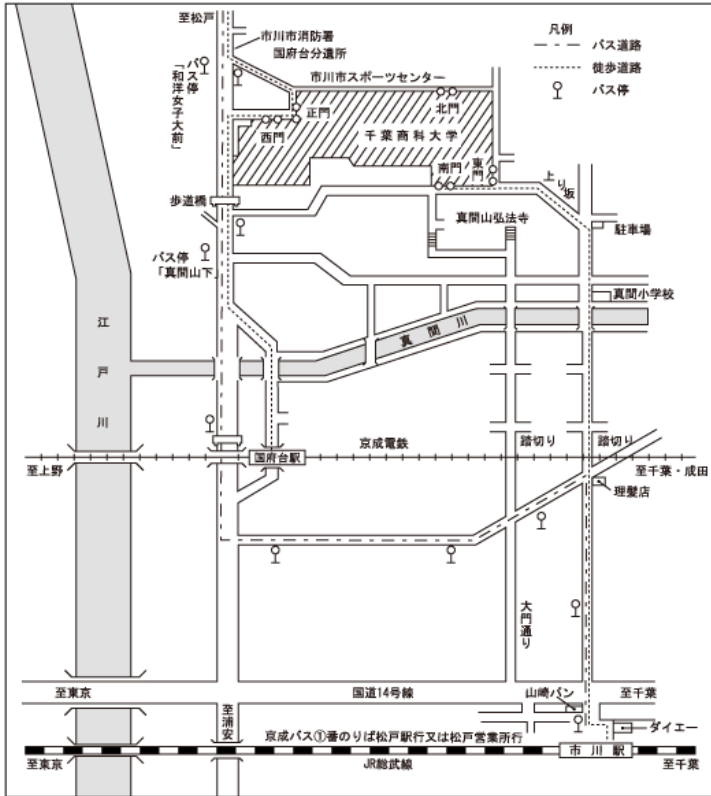 至松戸
市川市消防署
国府台分遣所
凡例
バス道路
徒歩道路
バス停
バス停
「和洋女子大前」
市川市スポーツセンター
正門
北門
西門
千葉商科大学
南門
東門
上り坂
歩道橋
真間山弘法寺
駐車場
バス停
「真間山下」
真間小学校
江戸川
真間川
京成電鉄
踏切り
踏切り
国府台駅
至上野
至千葉・成田
理髪店
大門通り
至東京
国道14号線
山崎パン
至千葉
至浦安
ダイエー
京成バス①番のりば松戸駅行又は松戸営業所行
市川駅
至東京
JR総武線
至千葉